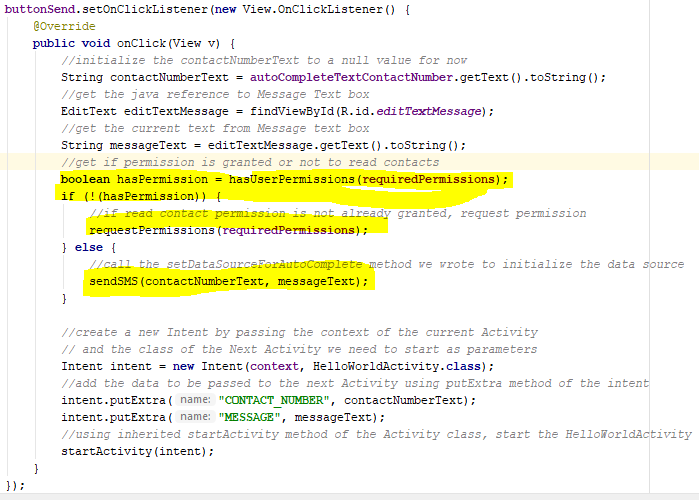 buttonSend.setOnClickListener(new View.OnClickListener() {
    @Override
    public void onClick(View v) {
        //initialize the contactNumberText to a null value for now
        String contactNumberText = autoCompleteTextContactNumber.getText().toString();
        //get the java reference to Message Text box
        EditText editTextMessage = findViewById(R.id.editTextMessage);
        //get the current text from Message text box
        String messageText = editTextMessage.getText().toString();
        //get if permission is granted or not to read contacts
        boolean hasPermission = hasUserPermissions(requiredPermissions);
        if (!(hasPermission)) {
            //if read contact permission is not already granted, request permission
            requestPermissions(requiredPermissions);
        } else {
            //call the setDataSourceForAutoComplete method we wrote to initialize the data source
            sendSMS(contactNumberText, messageText);
        }

        //create a new Intent by passing the context of the current Activity
        // and the class of the Next Activity we need to start as parameters
        Intent intent = new Intent(context, HelloWorldActivity.class);
        //add the data to be passed to the next Activity using putExtra method of the intent
        intent.putExtra( name: "CONTACT_NUMBER", contactNumberText);
        intent.putExtra( name: "MESSAGE", messageText);
        //using inherited startActivity method of the Activity class, start the HelloWorldActivity
        startActivity(intent);
    }
});